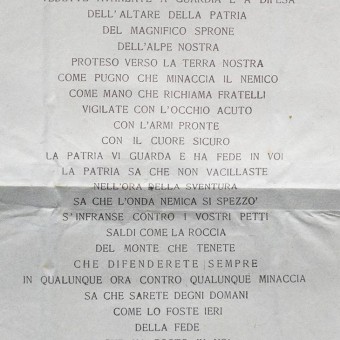 DELL'ALTARE DELLA PATRIA
DEL MAGNIFICO SPRONE
DELL'ALPE NOSTRA
PROTESO VERSO LA TERRA NOSTRA
COME PUGNO CHE MINACCIA IL NEMICO
COME MANO CHE RICHIAMA FRATELLI
VIGILATE CON L'OCCHIO ACUTO
CON L'ARMI PRONTE
CON IL CUORE SICURO
LA PATRIA VI GUARDA E HA FEDE IN VOI
LA PATRIA SA CHE NON VACILLASTE
NELL'ORA DELLA SVENTURA
SA CHE L'ONDA NEMICA SI SPEZZO'
S'INFRANSE CONTRO I VOSTRI PETTI
SALDI COME LA ROCCIA
DEL MONTE CHE TENETE
CHE DIFENDERETE SEMPRE
IN QUALUNQUE ORA CONTRO QUALUNQUE MINACCIA
SA CHE SARETE DEGNI DOMANI
COME LO FOSTE IERI
DELLA FEDE